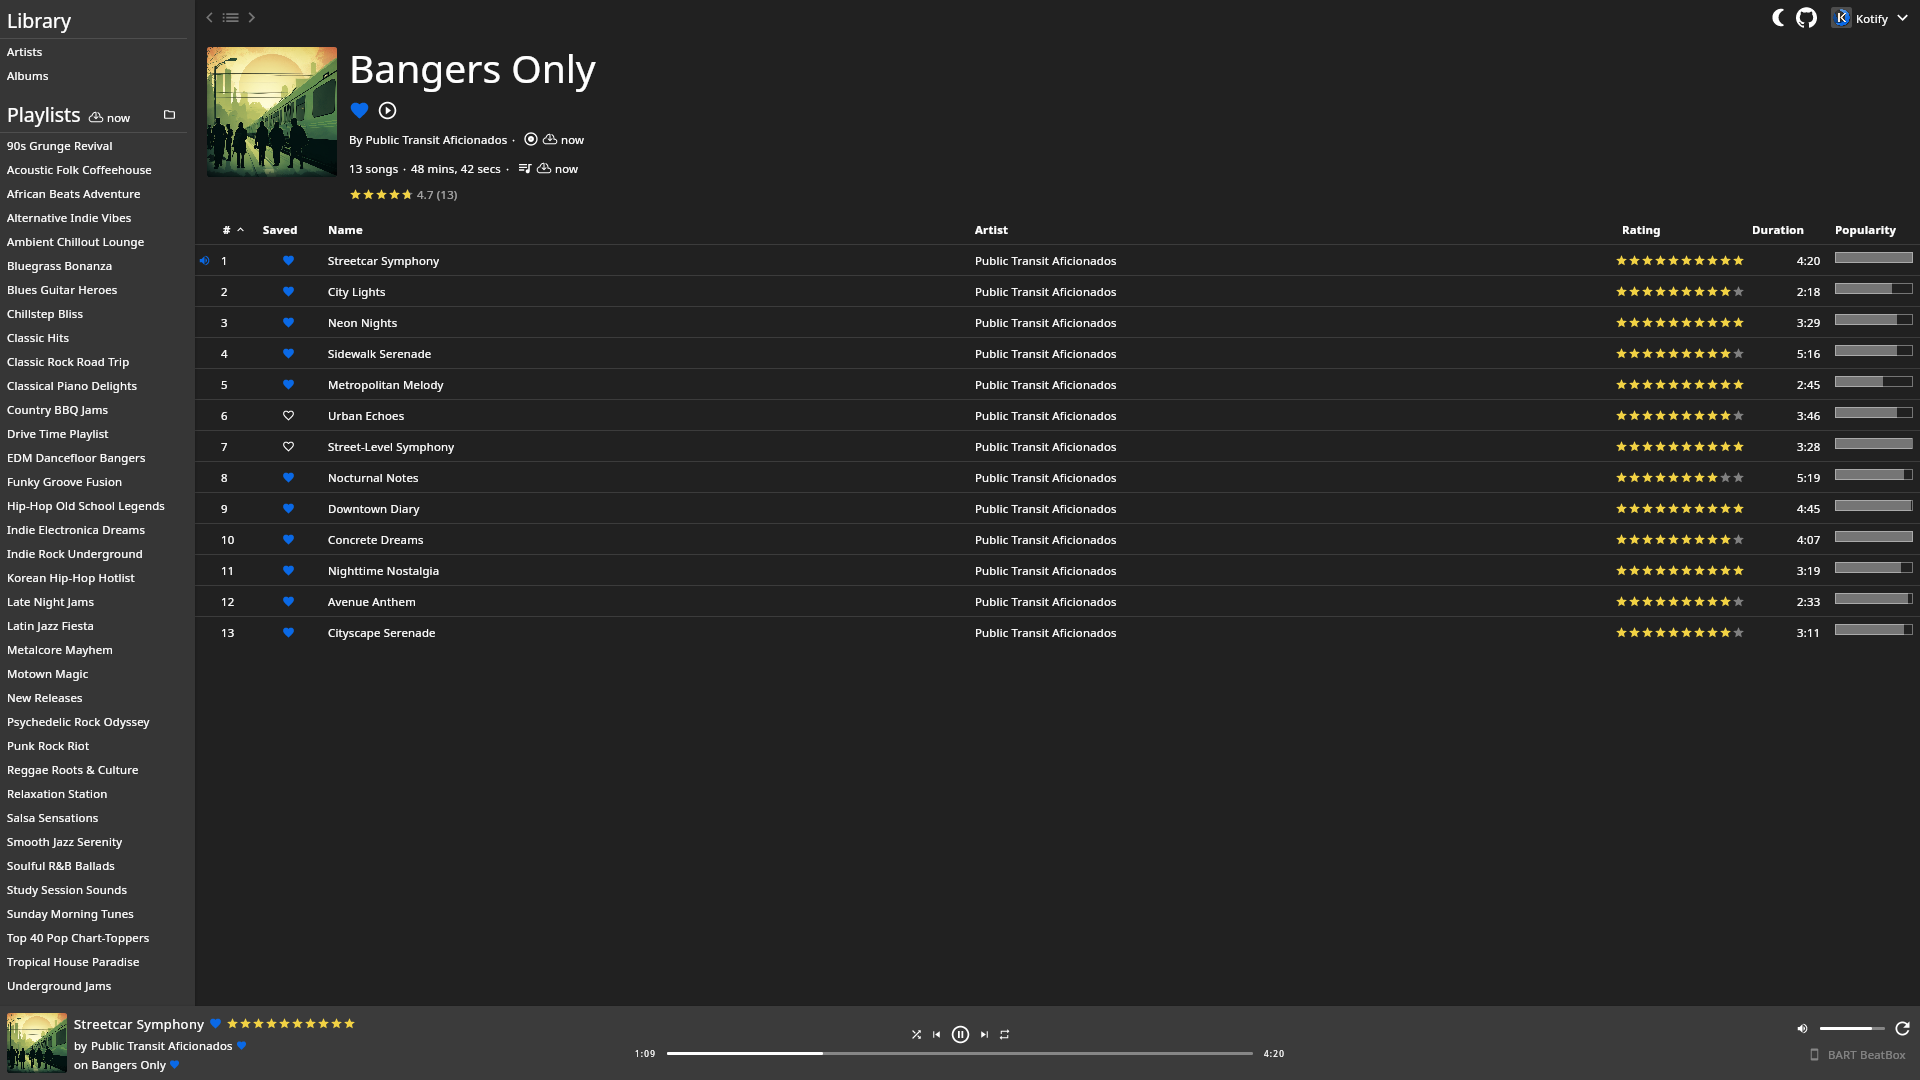 Library
Artists
Albums
Playlists now
90s Grunge Revival
Acoustic Folk Coffeehouse
African Beats Adventure
Alternative Indie Vibes
Ambient Chillout Lounge
Bluegrass Bonanza
Blues Guitar Heroes
Chillstep Bliss
Classic Hits
Classic Rock Road Trip
Classical Piano Delights
Country BBQ Jams
Drive Time Playlist
EDM Dancefloor Bangers
Funky Groove Fusion
Hip-Hop Old School Legends
Indie Electronica Dreams
Indie Rock Underground
Korean Hip-Hop Hotlist
Late Night Jams
Latin Jazz Fiesta
Metalcore Mayhem
Motown Magic
New Releases
Psychedelic Rock Odyssey
Punk Rock Riot
Reggae Roots & Culture
Relaxation Station
Salsa Sensations
Smooth Jazz Serenity
Soulful R&B Ballads
Study Session Sounds
Sunday Morning Tunes
Top 40 Pop Chart-Toppers
Tropical House Paradise
Underground Jams
K Kotify
Bangers Only
By Public Transit Aficionados · now
13 songs · 48 mins, 42 secs · now
4.7 (13)
# Saved Name Artist Rating Duration Popularity
1 Streetcar Symphony Public Transit Aficionados 4:20
2 City Lights Public Transit Aficionados 2:18
3 Neon Nights Public Transit Aficionados 3:29
4 Sidewalk Serenade Public Transit Aficionados 5:16
5 Metropolitan Melody Public Transit Aficionados 2:45
6 Urban Echoes Public Transit Aficionados 3:46
7 Street-Level Symphony Public Transit Aficionados 3:28
8 Nocturnal Notes Public Transit Aficionados 5:19
9 Downtown Diary Public Transit Aficionados 4:45
10 Concrete Dreams Public Transit Aficionados 4:07
11 Nighttime Nostalgia Public Transit Aficionados 3:19
12 Avenue Anthem Public Transit Aficionados 2:33
13 Cityscape Serenade Public Transit Aficionados 3:11
Streetcar Symphony
by Public Transit Aficionados
on Bangers Only
1:09 4:20
BART BeatBox